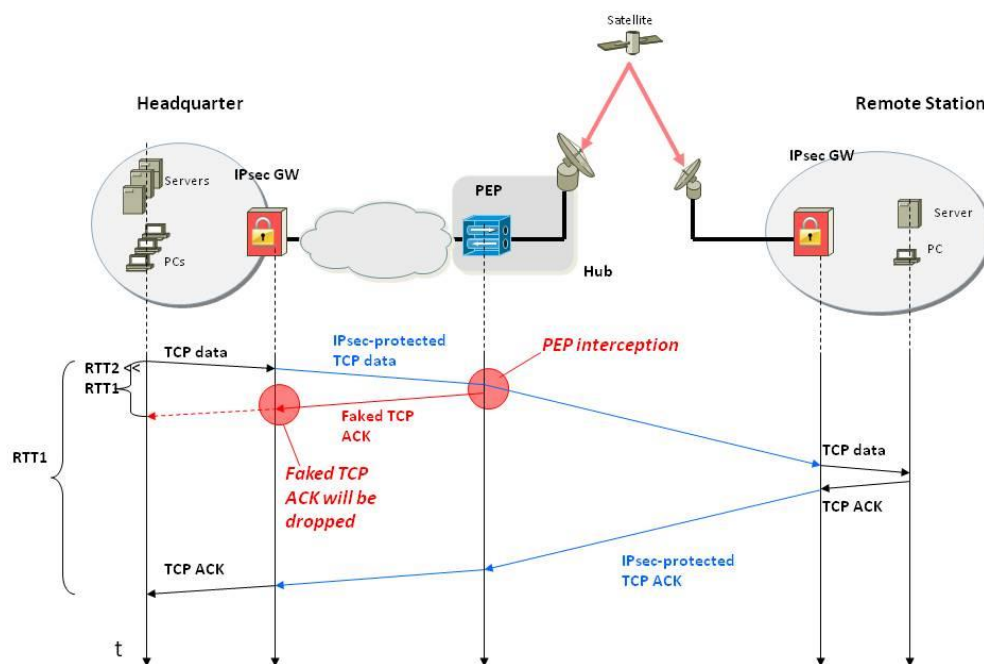 Satellite
Headquarter
Remote Station
IPsec GW
IPsec GW
Servers
PEP
Server
PCs
PC
Hub
TCP data
IPsec-protected
TCP data
PEP interception
RTT2 <<
RTT1
Faked TCP
ACK
TCP data
RTT1
Faked TCP
ACK will be
dropped
TCP ACK
TCP ACK
IPsec-protected
TCP ACK
t